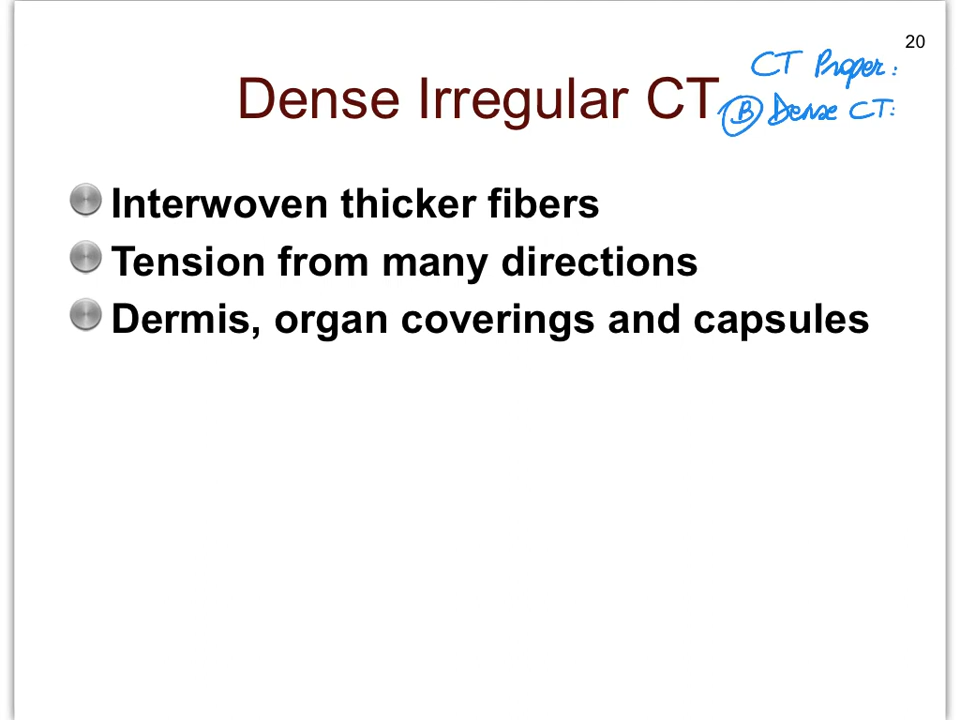 20
CT Proper:
Dense Irregular CT
B Dense CT:
Interwoven thicker fibers
Tension from many directions
Dermis, organ coverings and capsules